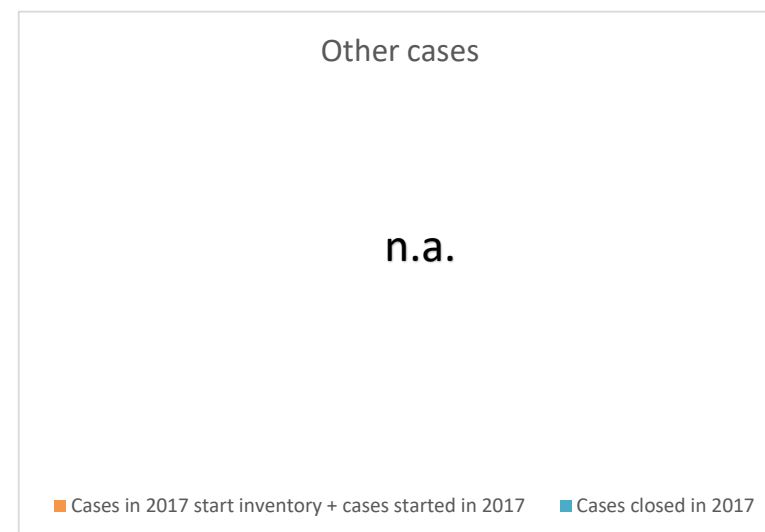 Other cases
n.a.
Cases in 2017 start inventory + cases started in 2017 Cases closed in 2017